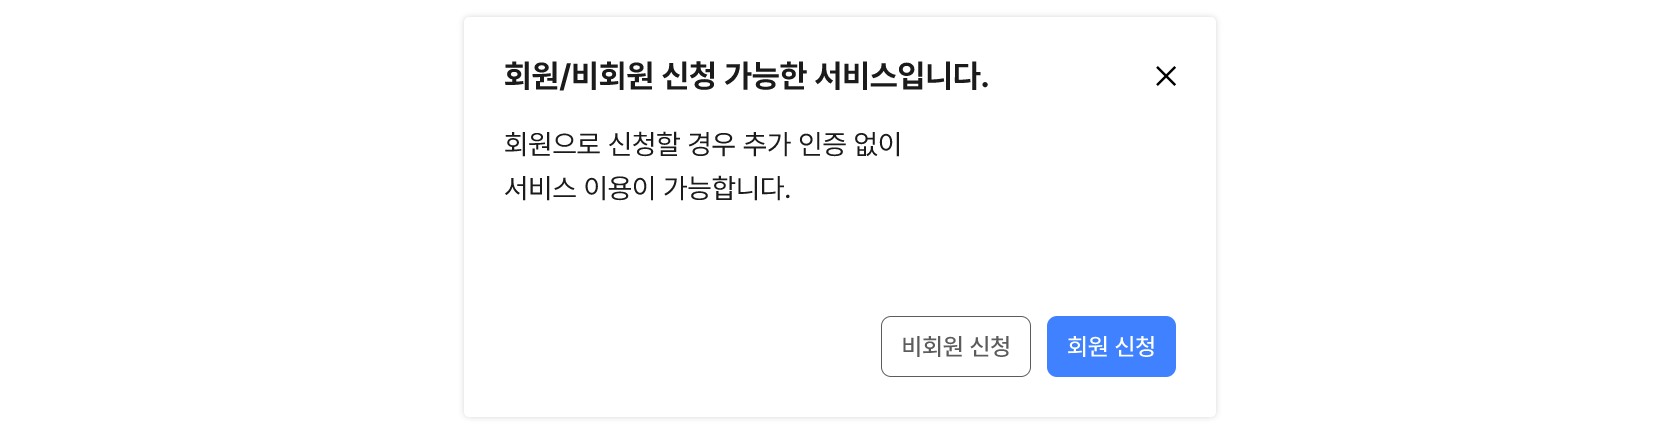 회원/비회원 신청 가능한 서비스입니다.
회원으로 신청할 경우 추가 인증 없이
서비스 이용이 가능합니다.
비회원 신청
회원 신청